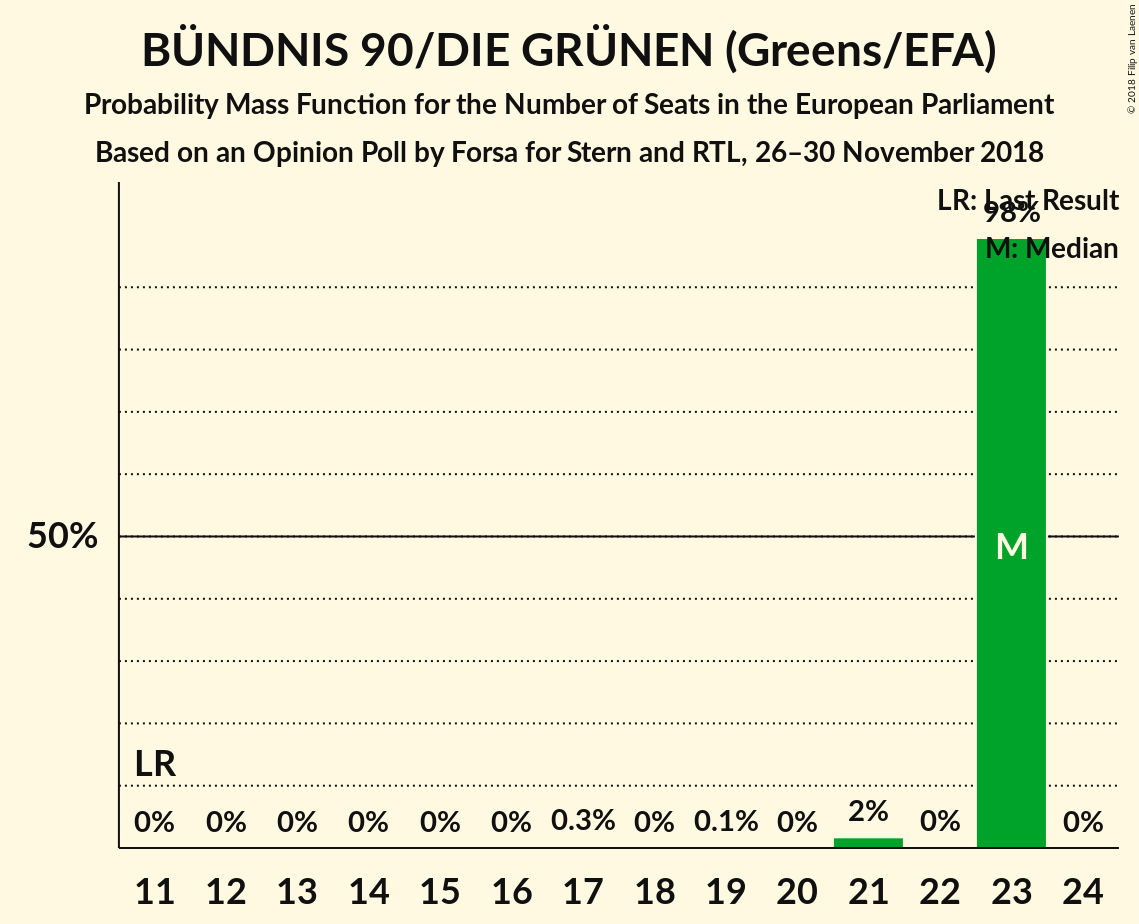 BÜNDNIS 90/DIE GRÜNEN (Greens/EFA)
Probability Mass Function for the Number of Seats in the European Parliament
Based on an Opinion Poll by Forsa for Stern and RTL, 26–30 November 2018
© 2018 Filip van Laenen
LR: Last Result
98%
M: Median
50%
M
LR
0% 0% 0% 0% 0% 0% 0.3% 0% 0.1% 0% 2% 0% 0%
11 12 13 14 15 16 17 18 19 20 21 22 23 24